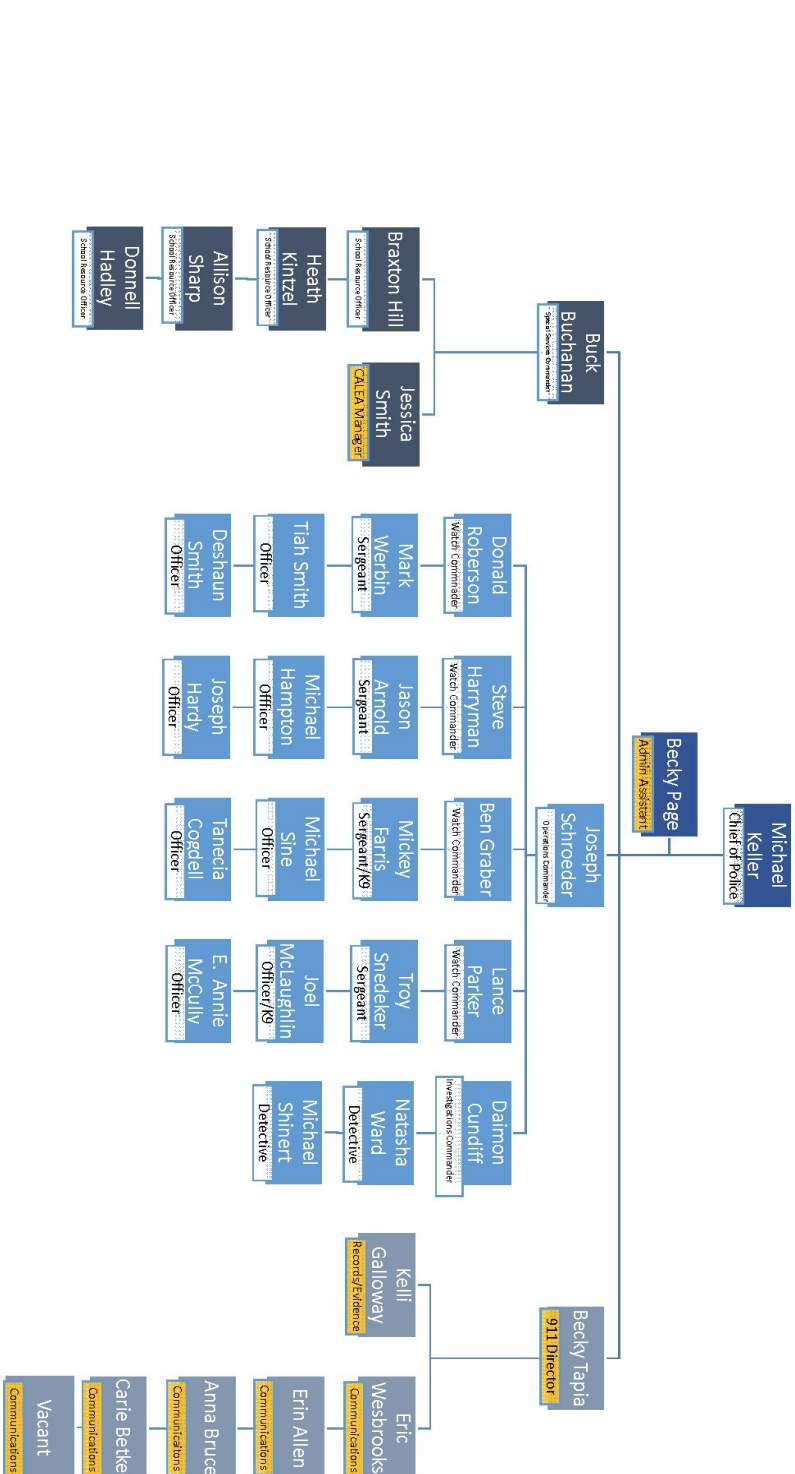 Michael
Keller
Chief of Police
Becky Page
Admin Assistant
Buck
Buchanan
Special Services Commander
Braxton Hill
School Resource Officer
Heath
Kintzel
School Resource Officer
Allison
Sharp
School Resource Officer
Donnell
Hadley
School Resource Officer
Jessica
Smith
CALEA Manager
Joseph
Schroeder
Operations Commander
Donald
Roberson
Watch Commnader
Mark
Werbin
Sergeant
Tiah Smith
Officer
Deshaun
Smith
Officer
Steve
Harryman
Watch Commander
Jason
Arnold
Sergeant
Michael
Hampton
Offficer
Joseph
Hardy
Officer
Ben Graber
Watch Commander
Mickey
Farris
Sergeant/K9
Michael
Sine
Officer
Tanecia
Cogdell
Officer
Lance
Parker
Watch Commander
Troy
Snedeker
Sergeant
Joel
McLaughlin
Officer/K9
E. Annie
McCully
Officer
Daimon
Cundiff
Investigations Commander
Natasha
Ward
Detective
Michael
Shinert
Detective
Becky Tapia
911 Director
Kelli
Galloway
Records/Evidence
Eric
Wesbrooks
Communications
Erin Allen
Communications
Anna Bruce
Communicaitons
Carie Betke
Communications
Vacant
Communications